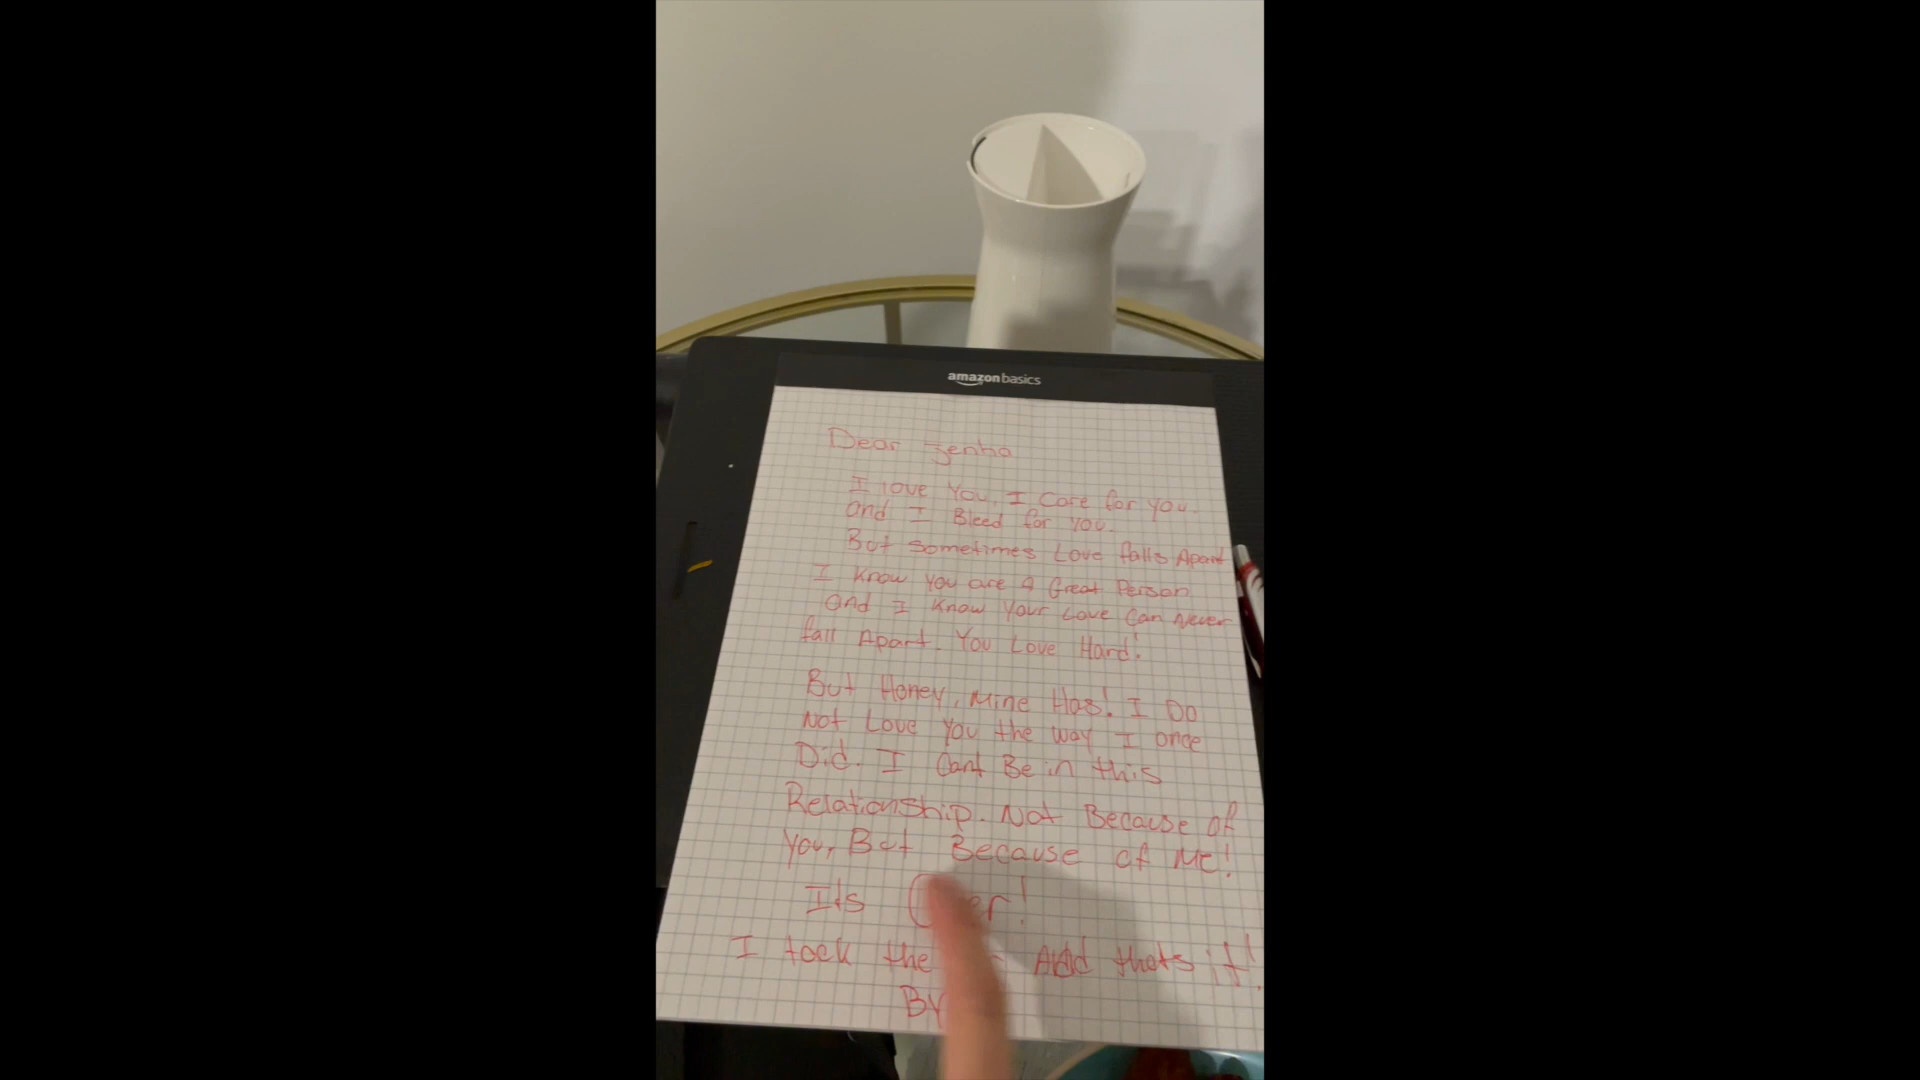 amazonbasics
Dear Zenha
I love You, I Care for you
and I Bleed for you.
But sometimes Love falls Apart
I know you are a Great Person
and I know your Love Can Never
fall Apart. You Love Hard!
But Honey, Mine Has! I Do
Not Love You the way I once
Did. I Cant Be in this
Relationship. Not Because of
you, But Because of Me!
Its
I took the And thats it!